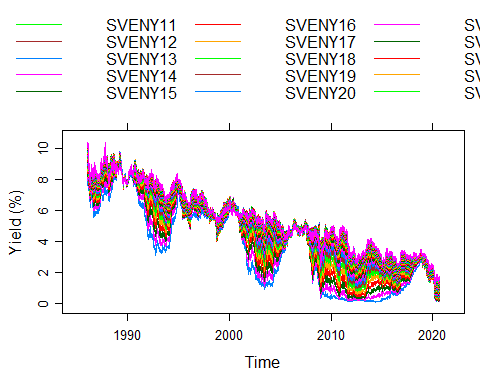 SVENY11 SVENY16
SVENY12 SVENY17
SVENY13 SVENY18
SVENY14 SVENY19
SVENY15 SVENY20
Yield (%)
10
8
6
4
2
0
1990 2000 2010 2020
Time